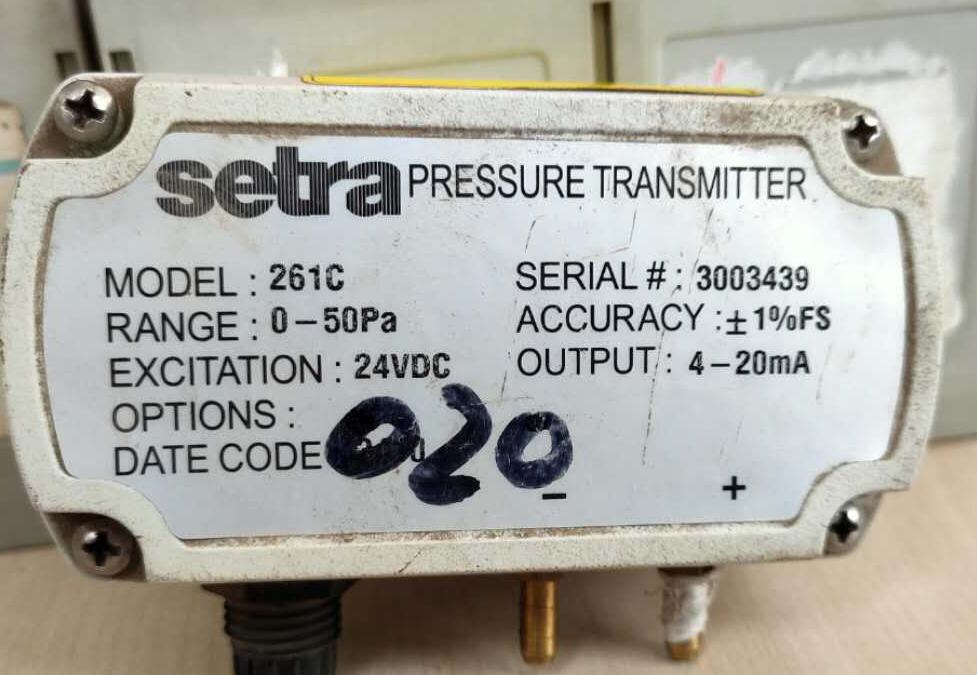 setra PRESSURE TRANSMITTER
MODEL : 261C SERIAL # : 3003439
RANGE : 0-50Pa ACCURACY : ± 1%FS
EXCITATION : 24VDC OUTPUT : 4-20mA
OPTIONS :
DATE CODE
020
- +